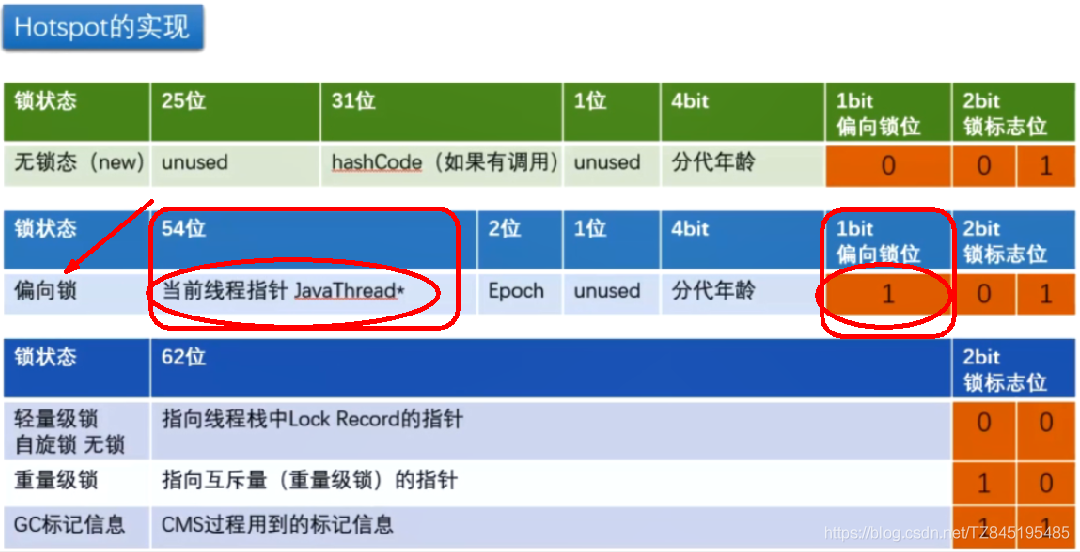 Hotspot的实现
锁状态 25位 31位 1位 4bit 1bit 2bit
偏向锁位 锁标志位
无锁态（new） unused hashCode（如果有调用） unused 分代年龄 0 0 1
锁状态 54位 2位 1位 4bit 1bit 2bit
偏向锁位 锁标志位
偏向锁 当前线程指针 JavaThread* Epoch unused 分代年龄 1 0 1
锁状态 62位 2bit
锁标志位
轻量级锁 指向线程栈中Lock Record的指针 0 0
自旋锁 无锁
重量级锁 指向互斥量（重量级锁）的指针 1 0
GC标记信息 CMS过程用到的标记信息 1 1
https://blog.csdn.net/TZ845195485